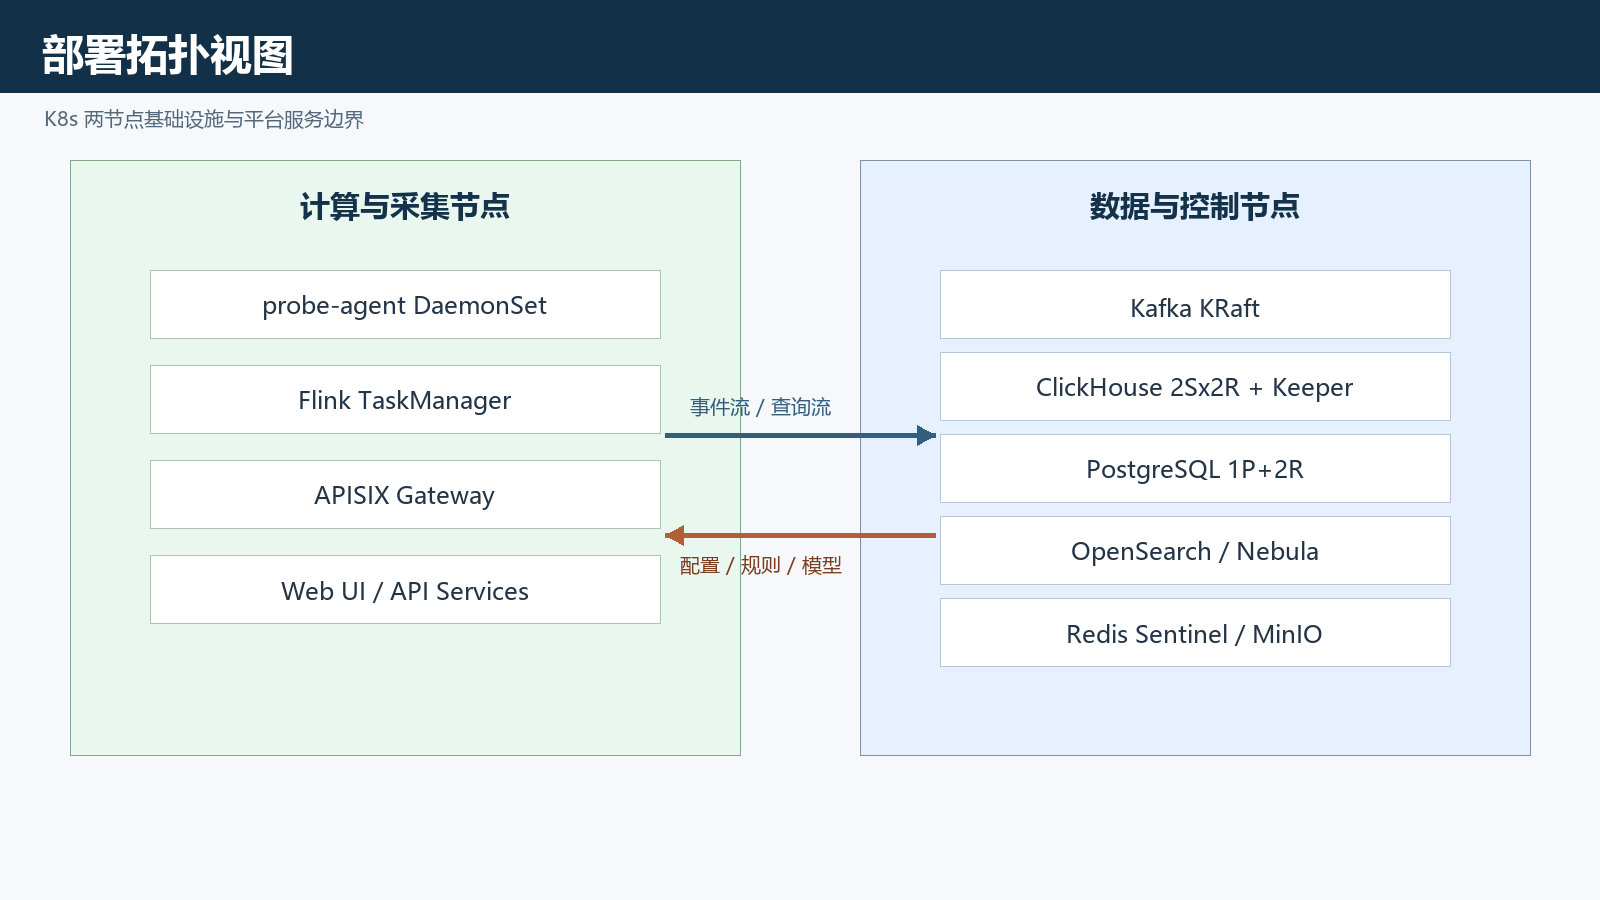 部署拓扑视图
K8s 两节点基础设施与平台服务边界
计算与采集节点
probe-agent DaemonSet
Flink TaskManager
APISIX Gateway
Web UI / API Services
事件流 / 查询流
配置 / 规则 / 模型
数据与控制节点
Kafka KRaft
ClickHouse 2Sx2R + Keeper
PostgreSQL 1P+2R
OpenSearch / Nebula
Redis Sentinel / MinIO